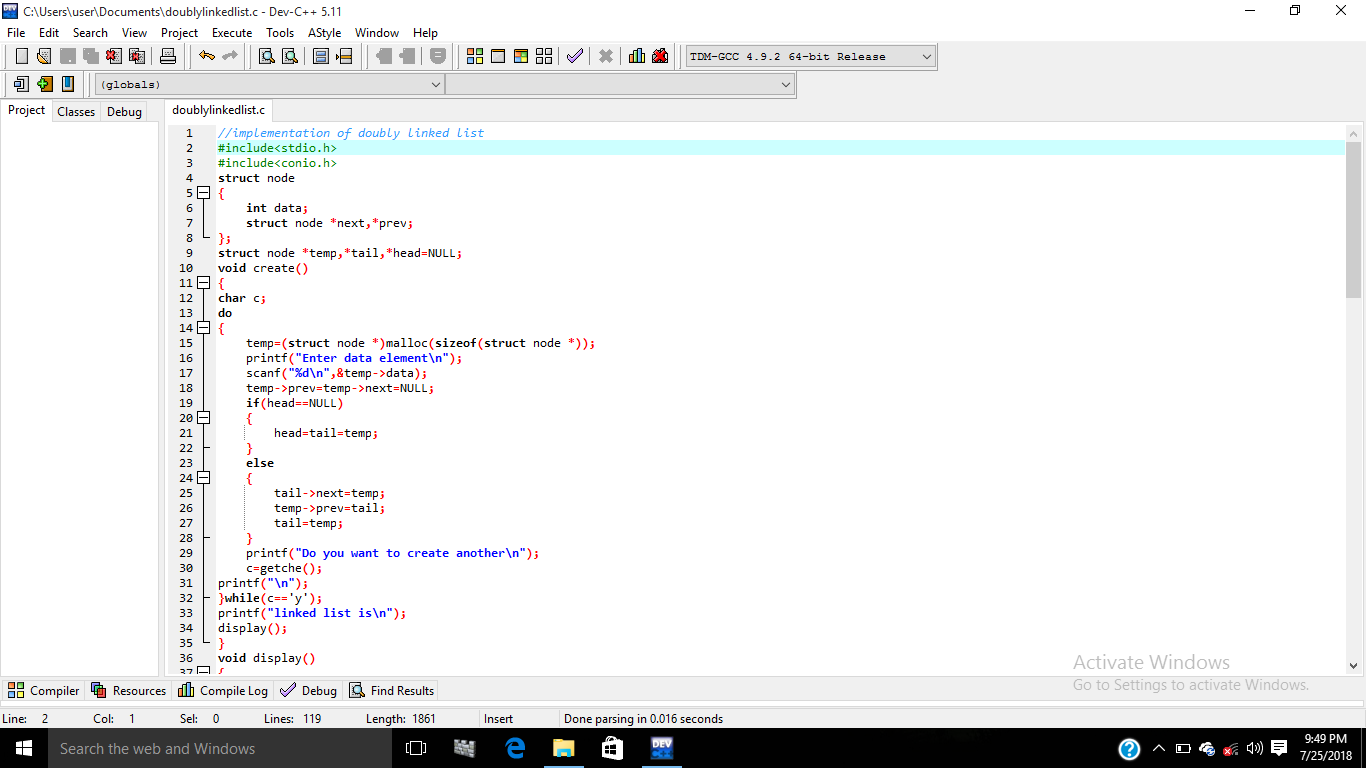 C:\Users\user\Documents\doublylinkedlist.c - Dev-C++ 5.11
File Edit Search View Project Execute Tools AStyle Window Help
TDM-GCC 4.9.2 64-bit Release
(globals)
Project Classes Debug doublylinkedlist.c
1 //implementation of doubly linked list
2 #include<stdio.h>
3 #include<conio.h>
4 struct node
5 {
6 int data;
7 struct node *next,*prev;
8 };
9 struct node *temp,*tail,*head=NULL;
10 void create()
11 {
12 char c;
13 do
14 {
15 temp=(struct node *)malloc(sizeof(struct node *));
16 printf("Enter data element\n");
17 scanf("%d\n",&temp->data);
18 temp->prev=temp->next=NULL;
19 if(head==NULL)
20 {
21 head=tail=temp;
22 }
23 else
24 {
25 tail->next=temp;
26 temp->prev=tail;
27 tail=temp;
28 }
29 printf("Do you want to create another\n");
30 c=getche();
31 printf("\n");
32 }while(c=='y');
33 printf("linked list is\n");
34 display();
35 }
36 void display()
37 {
Activate Windows
Go to Settings to activate Windows.
Compiler Resources Compile Log Debug Find Results
Line: 2 Col: 1 Sel: 0 Lines: 119 Length: 1861 Insert Done parsing in 0.016 seconds
Search the web and Windows
DEV
9:49 PM
7/25/2018